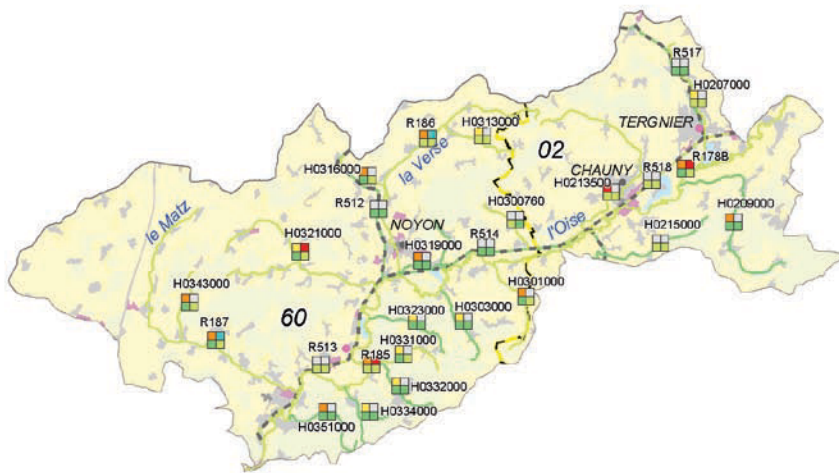 R517
H0207000
TERGNIER
R186
H0313000
la Verse
02
CHAUNY
R518
R178B
H0316000
H0213500
R512
NOYON
H0300760
l'Oise
H0209000
le Matz
H0321000
R514
H0215000
H0319000
H0343000
H0301000
60
H0323000
H0303000
R187
H0331000
R513
R185
H0332000
H0351000
H0334000